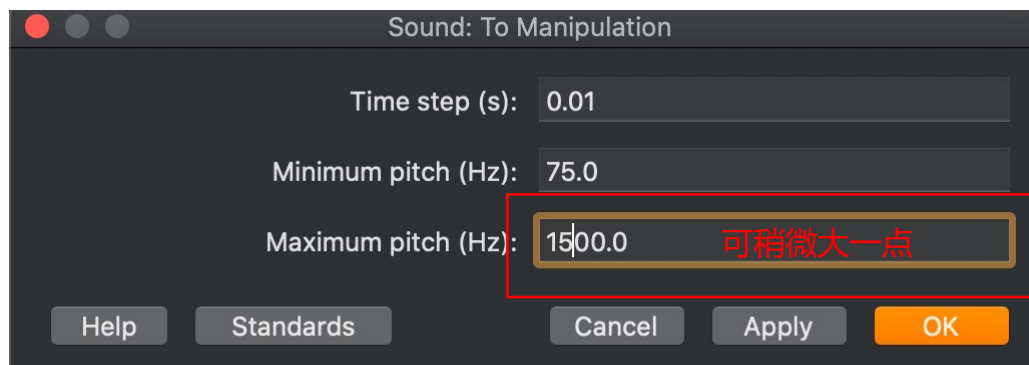 Sound: To Manipulation
Time step (s): 0.01
Minimum pitch (Hz): 75.0
Maximum pitch (Hz): 1500.0 可稍微大一点
Help Standards Cancel Apply OK